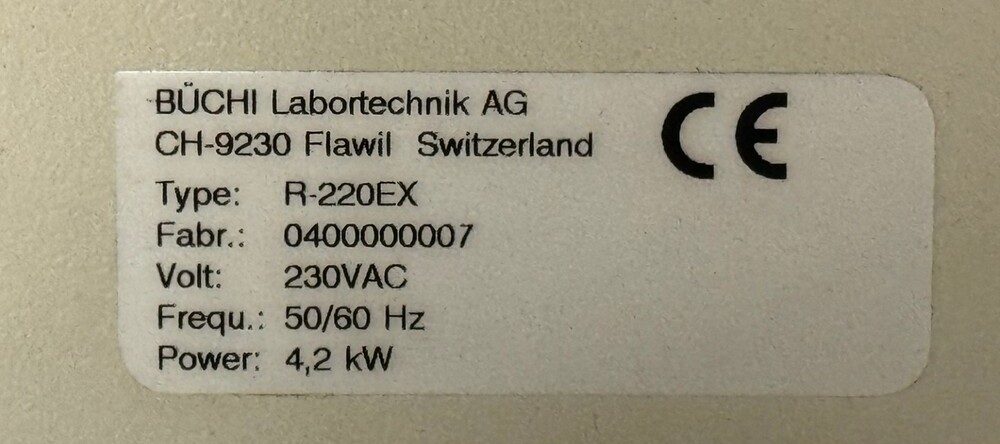 BÜCHI Labortechnik AG
CH-9230 Flawil Switzerland
CE
Type: R-220EX
Fabr.: 0400000007
Volt: 230VAC
Frequ.: 50/60 Hz
Power: 4,2 kW